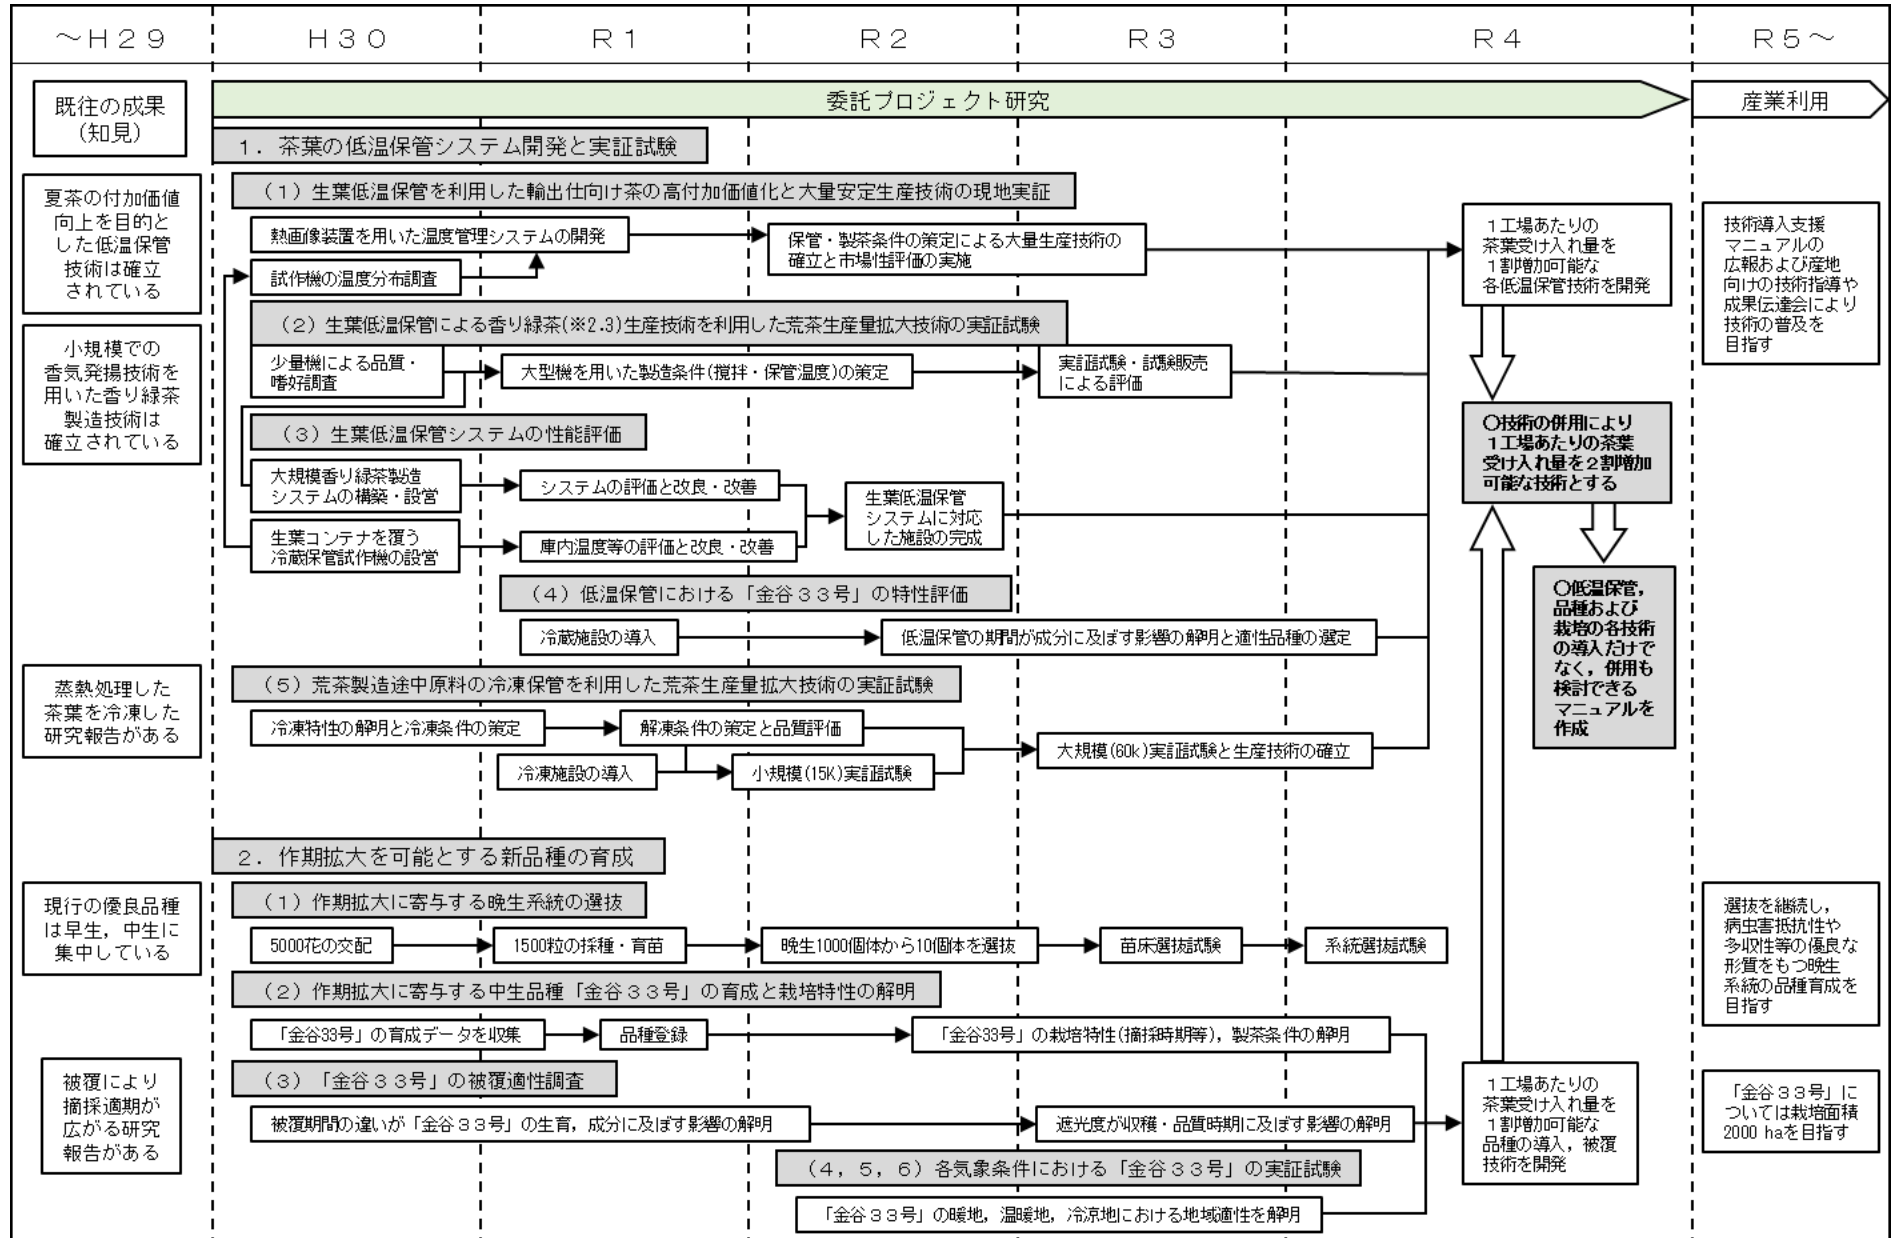 ～Ｈ２９
Ｈ３０
Ｒ１
Ｒ２
Ｒ３
Ｒ４
Ｒ５～
既往の成果
（知見）
委託プロジェクト研究
産業利用
１．茶葉の低温保管システム開発と実証試験
夏茶の付加価値
向上を目的と
した低温保管
技術は確立
されている
（１）生葉低温保管を利用した輸出仕向け茶の高付加価値化と大量安定生産技術の現地実証
熱画像装置を用いた温度管理システムの開発
試作機の温度分布調査
保管・製茶条件の策定による大量生産技術の
確立と市場性評価の実施
１工場あたりの
茶葉受け入れ量を
１割増加可能な
各低温保管技術を開発
技術導入支援
マニュアルの
広報および産地
向けの技術指導や
成果伝達会により
技術の普及を
目指す
小規模での
香気発揚技術を
用いた香り緑茶
製造技術は
確立されている
（２）生葉低温保管による香り緑茶(※2.3)生産技術を利用した荒茶生産量拡大技術の実証試験
少量機による品質・
嗜好調査
大型機を用いた製造条件(撹拌・保管温度)の策定
実証試験・試験販売
による評価
（３）生葉低温保管システムの性能評価
大規模香り緑茶製造
システムの構築・設営
システムの評価と改良・改善
生葉コンテナを覆う
冷蔵保管試作機の設営
庫内温度等の評価と改良・改善
生葉低温保管
システムに対応
した施設の完成
〇技術の併用により
１工場あたりの茶葉
受け入れ量を２割増加
可能な技術とする
（４）低温保管における「金谷３３号」の特性評価
冷蔵施設の導入
低温保管の期間が成分に及ぼす影響の解明と適性品種の選定
〇低温保管，
品種および
栽培の各技術
の導入だけで
なく，併用も
検討できる
マニュアルを
作成
蒸熱処理した
茶葉を冷凍した
研究報告がある
（５）荒茶製造途中原料の冷凍保管を利用した荒茶生産量拡大技術の実証試験
冷凍特性の解明と冷凍条件の策定
解凍条件の策定と品質評価
冷凍施設の導入
小規模(15K)実証試験
大規模(60k)実証試験と生産技術の確立
２．作期拡大を可能とする新品種の育成
現行の優良品種
は早生，中生に
集中している
（１）作期拡大に寄与する晩生系統の選抜
5000花の交配
1500粒の採種・育苗
晩生1000個体から10個体を選抜
苗床選抜試験
系統選抜試験
選抜を継続し，
病虫害抵抗性や
多収性等の優良な
形質をもつ晩生
系統の品種育成を
目指す
（２）作期拡大に寄与する中生品種「金谷３３号」の育成と栽培特性の解明
「金谷33号」の育成データを収集
品種登録
「金谷33号」の栽培特性(摘採時期等)，製茶条件の解明
被覆により
摘採適期が
広がる研究
報告がある
（３）「金谷３３号」の被覆適性調査
被覆期間の違いが「金谷３３号」の生育，成分に及ぼす影響の解明
遮光度が収穫・品質時期に及ぼす影響の解明
１工場あたりの
茶葉受け入れ量を
１割増加可能な
品種の導入，被覆
技術を開発
「金谷３３号」に
ついては栽培面積
2000 haを目指す
（４，５，６）各気象条件における「金谷３３号」の実証試験
「金谷３３号」の暖地，温暖地，冷涼地における地域適性を解明